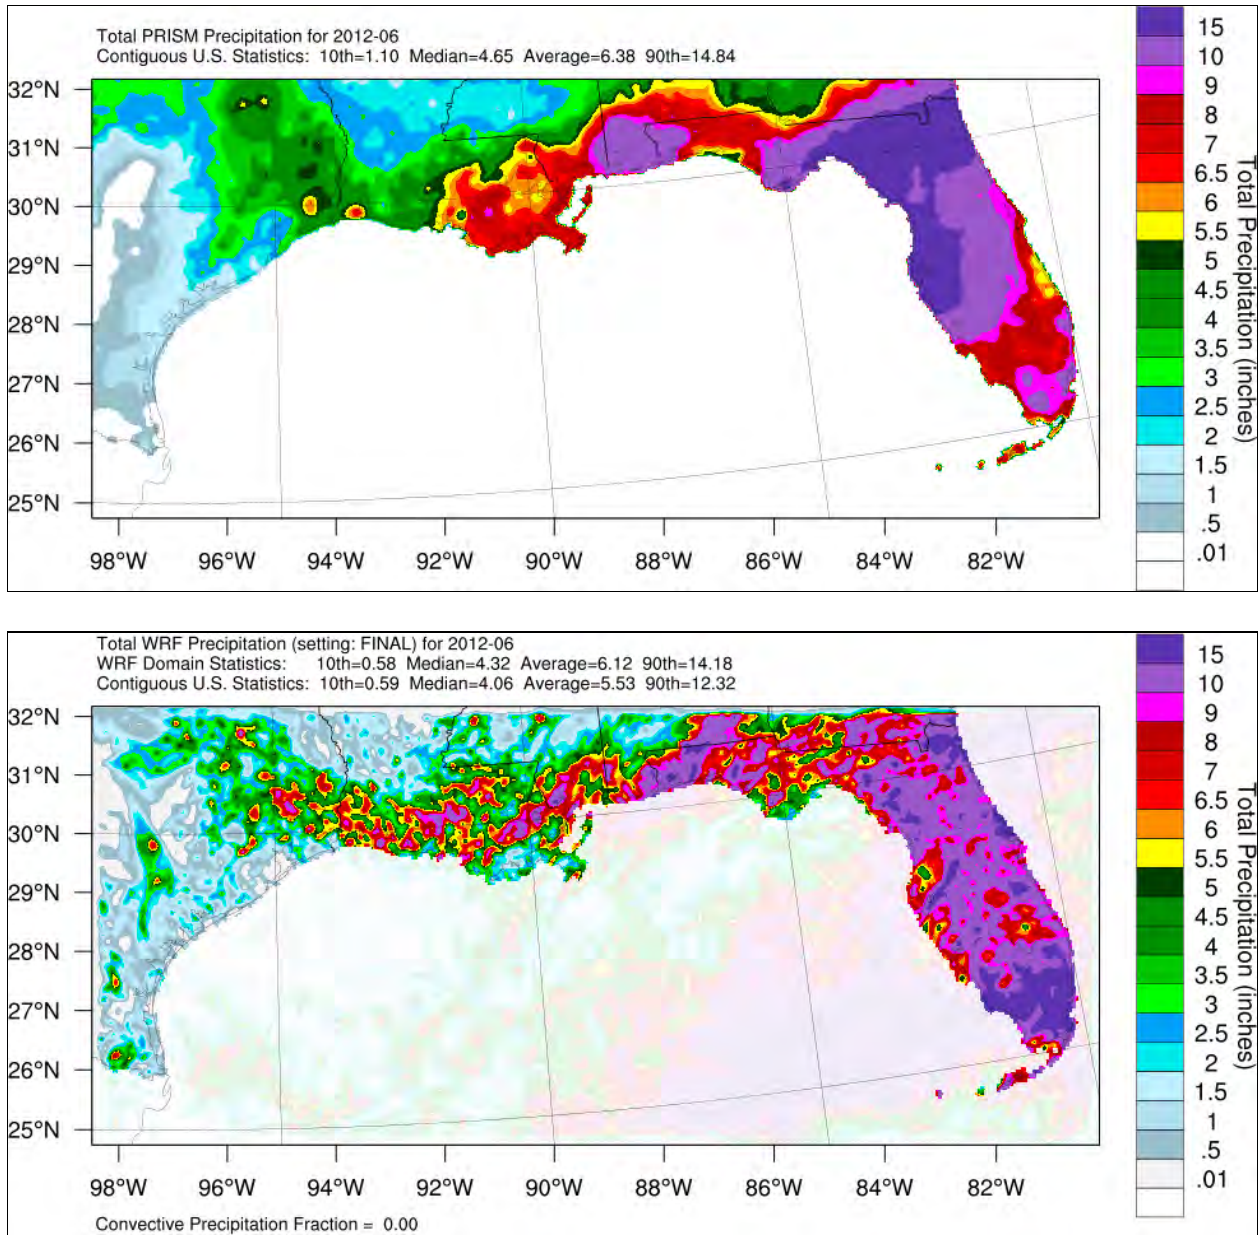 Total PRISM Precipitation for 2012-06
Contiguous U.S. Statistics: 10th=1.10 Median=4.65 Average=6.38 90th=14.84
32°N
31°N
30°N
29°N
28°N
27°N
26°N
25°N
98°W 96°W 94°W 92°W 90°W 88°W 86°W 84°W 82°W
15
10
9
8
7
6.5
6
5.5
5
4.5
4
3.5
3
2.5
2
1.5
1
.5
.01
Total Precipitation (inches)
Total WRF Precipitation (setting: FINAL) for 2012-06
WRF Domain Statistics: 10th=0.58 Median=4.32 Average=6.12 90th=14.18
Contiguous U.S. Statistics: 10th=0.59 Median=4.06 Average=5.53 90th=12.32
32°N
31°N
30°N
29°N
28°N
27°N
26°N
25°N
98°W 96°W 94°W 92°W 90°W 88°W 86°W 84°W 82°W
15
10
9
8
7
6.5
6
5.5
5
4.5
4
3.5
3
2.5
2
1.5
1
.5
.01
Total Precipitation (inches)
Convective Precipitation Fraction = 0.00